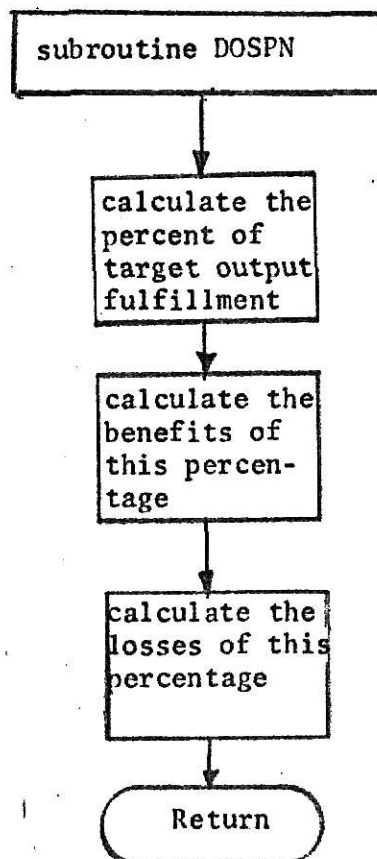 subroutine DOSPN
calculate the
percent of
target output
fulfillment
calculate the
benefits of
this percen-
tage
calculate the
losses of this
percentage
Return